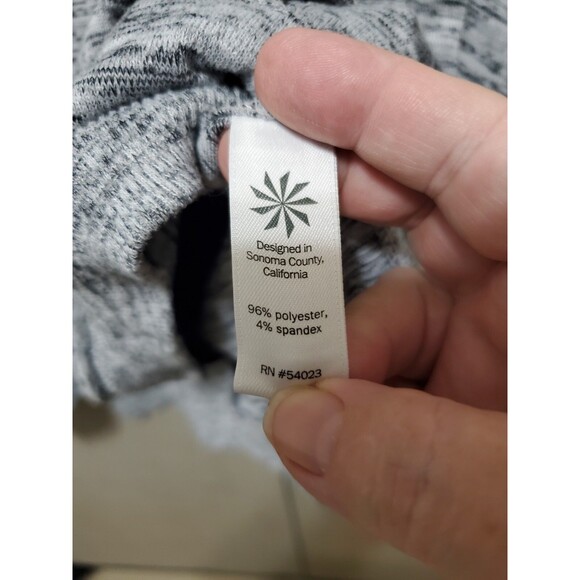 Designed in
Sonoma County,
California
96% polyester,
4% spandex
RN #54023